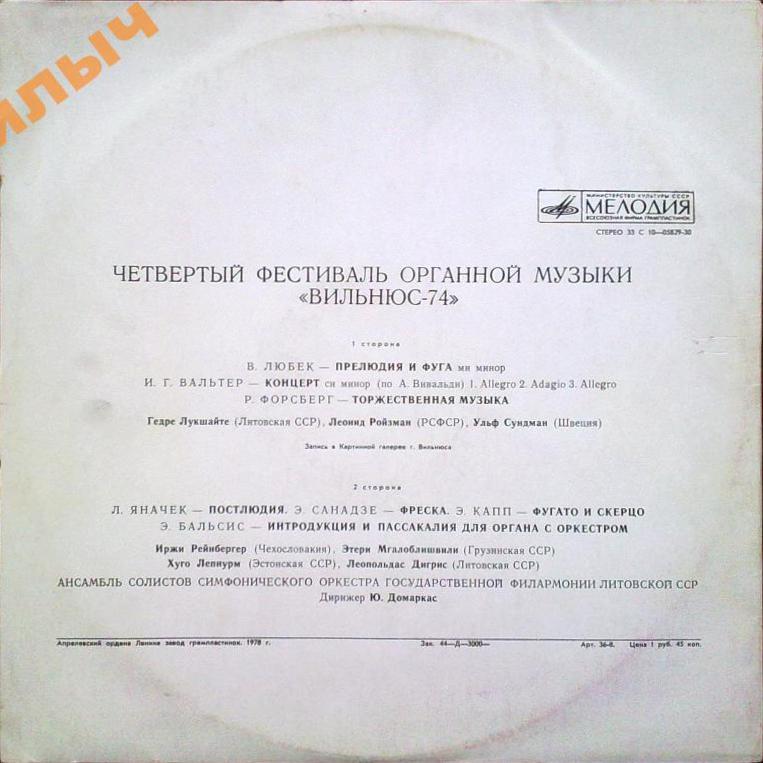 илыч
МИНИСТЕРСТВО КУЛЬТУРЫ СССР
МЕЛОДИЯ
ВСЕСОЮЗНАЯ ФИРМА ГРАМПЛАСТИНОК
СТЕРЕО 33 С 10—05829-30
ЧЕТВЕРТЫЙ ФЕСТИВАЛЬ ОРГАННОЙ МУЗЫКИ
«ВИЛЬНЮС-74»
1 сторона
В. ЛЮБЕК — ПРЕЛЮДИЯ И ФУГА ми минор
И. Г. ВАЛЬТЕР — КОНЦЕРТ си минор (по А. Вивальди) 1. Allegro 2. Adagio 3. Allegro
Р. ФОРСБЕРГ — ТОРЖЕСТВЕННАЯ МУЗЫКА
Гедре Лукшайте (Литовская ССР), Леонид Ройзман (РСФСР), Ульф Сундман (Швеция)
Запись в Картинной галерее г. Вильнюса
2 сторона
Л. ЯНАЧЕК — ПОСТЛЮДИЯ. Э. САНАДЗЕ — ФРЕСКА. Э. КАПП — ФУГАТО И СКЕРЦО
Э. БАЛЬСИС — ИНТРОДУКЦИЯ И ПАССАКАЛИЯ ДЛЯ ОРГАНА С ОРКЕСТРОМ
Иржи Рейнбергер (Чехословакия), Этери Мгалоблишвили (Грузинская ССР)
Хуго Лепнурм (Эстонская ССР), Леопольдас Дигрис (Литовская ССР)
АНСАМБЛЬ СОЛИСТОВ СИМФОНИЧЕСКОГО ОРКЕСТРА ГОСУДАРСТВЕННОЙ ФИЛАРМОНИИ ЛИТОВСКОЙ ССР
Дирижер Ю. Домаркас
Апрелевский ордена Ленина завод грампластинок. 1978 г. Зак. 44—Д—3000— Арт. 36-8. Цена 1 руб. 45 коп.